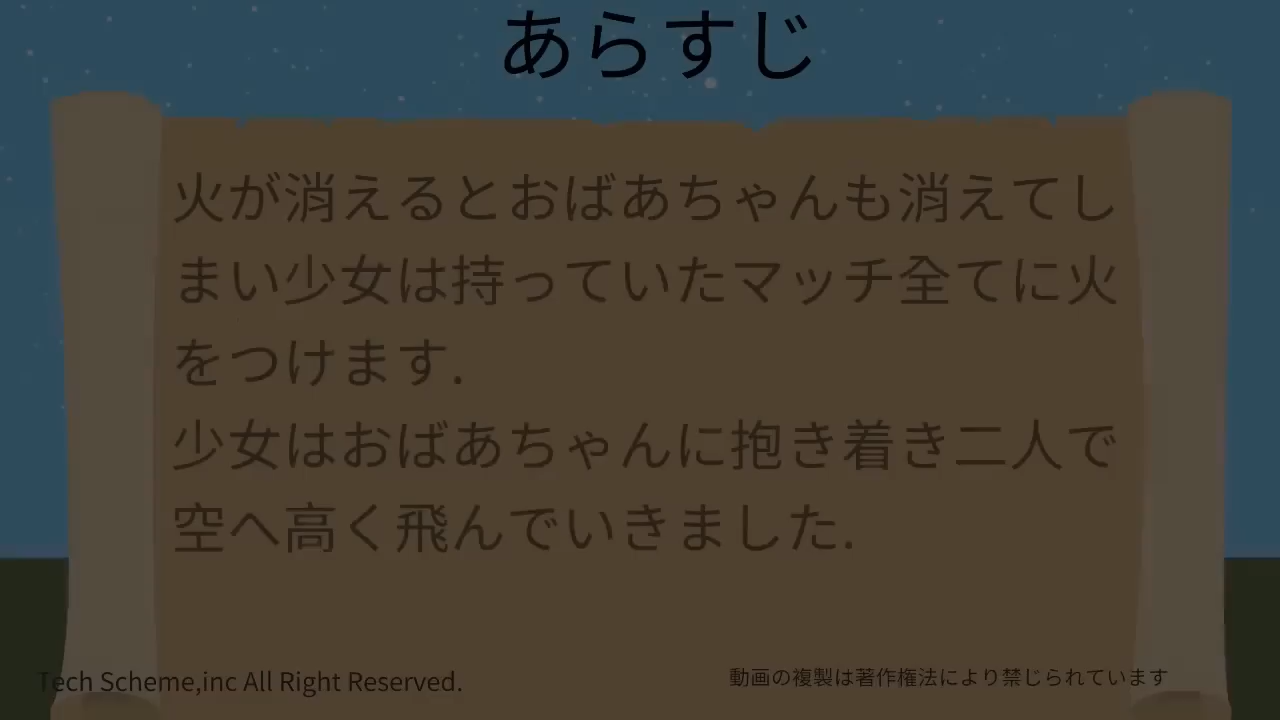 あらすじ
火が消えるとおばあちゃんも消えてし
まい少女は持っていたマッチ全てに火
をつけます.
少女はおばあちゃんに抱き着き二人で
空へ高く飛んでいきました.
Tech Scheme,inc All Right Reserved.
動画の複製は著作権法により禁じられています